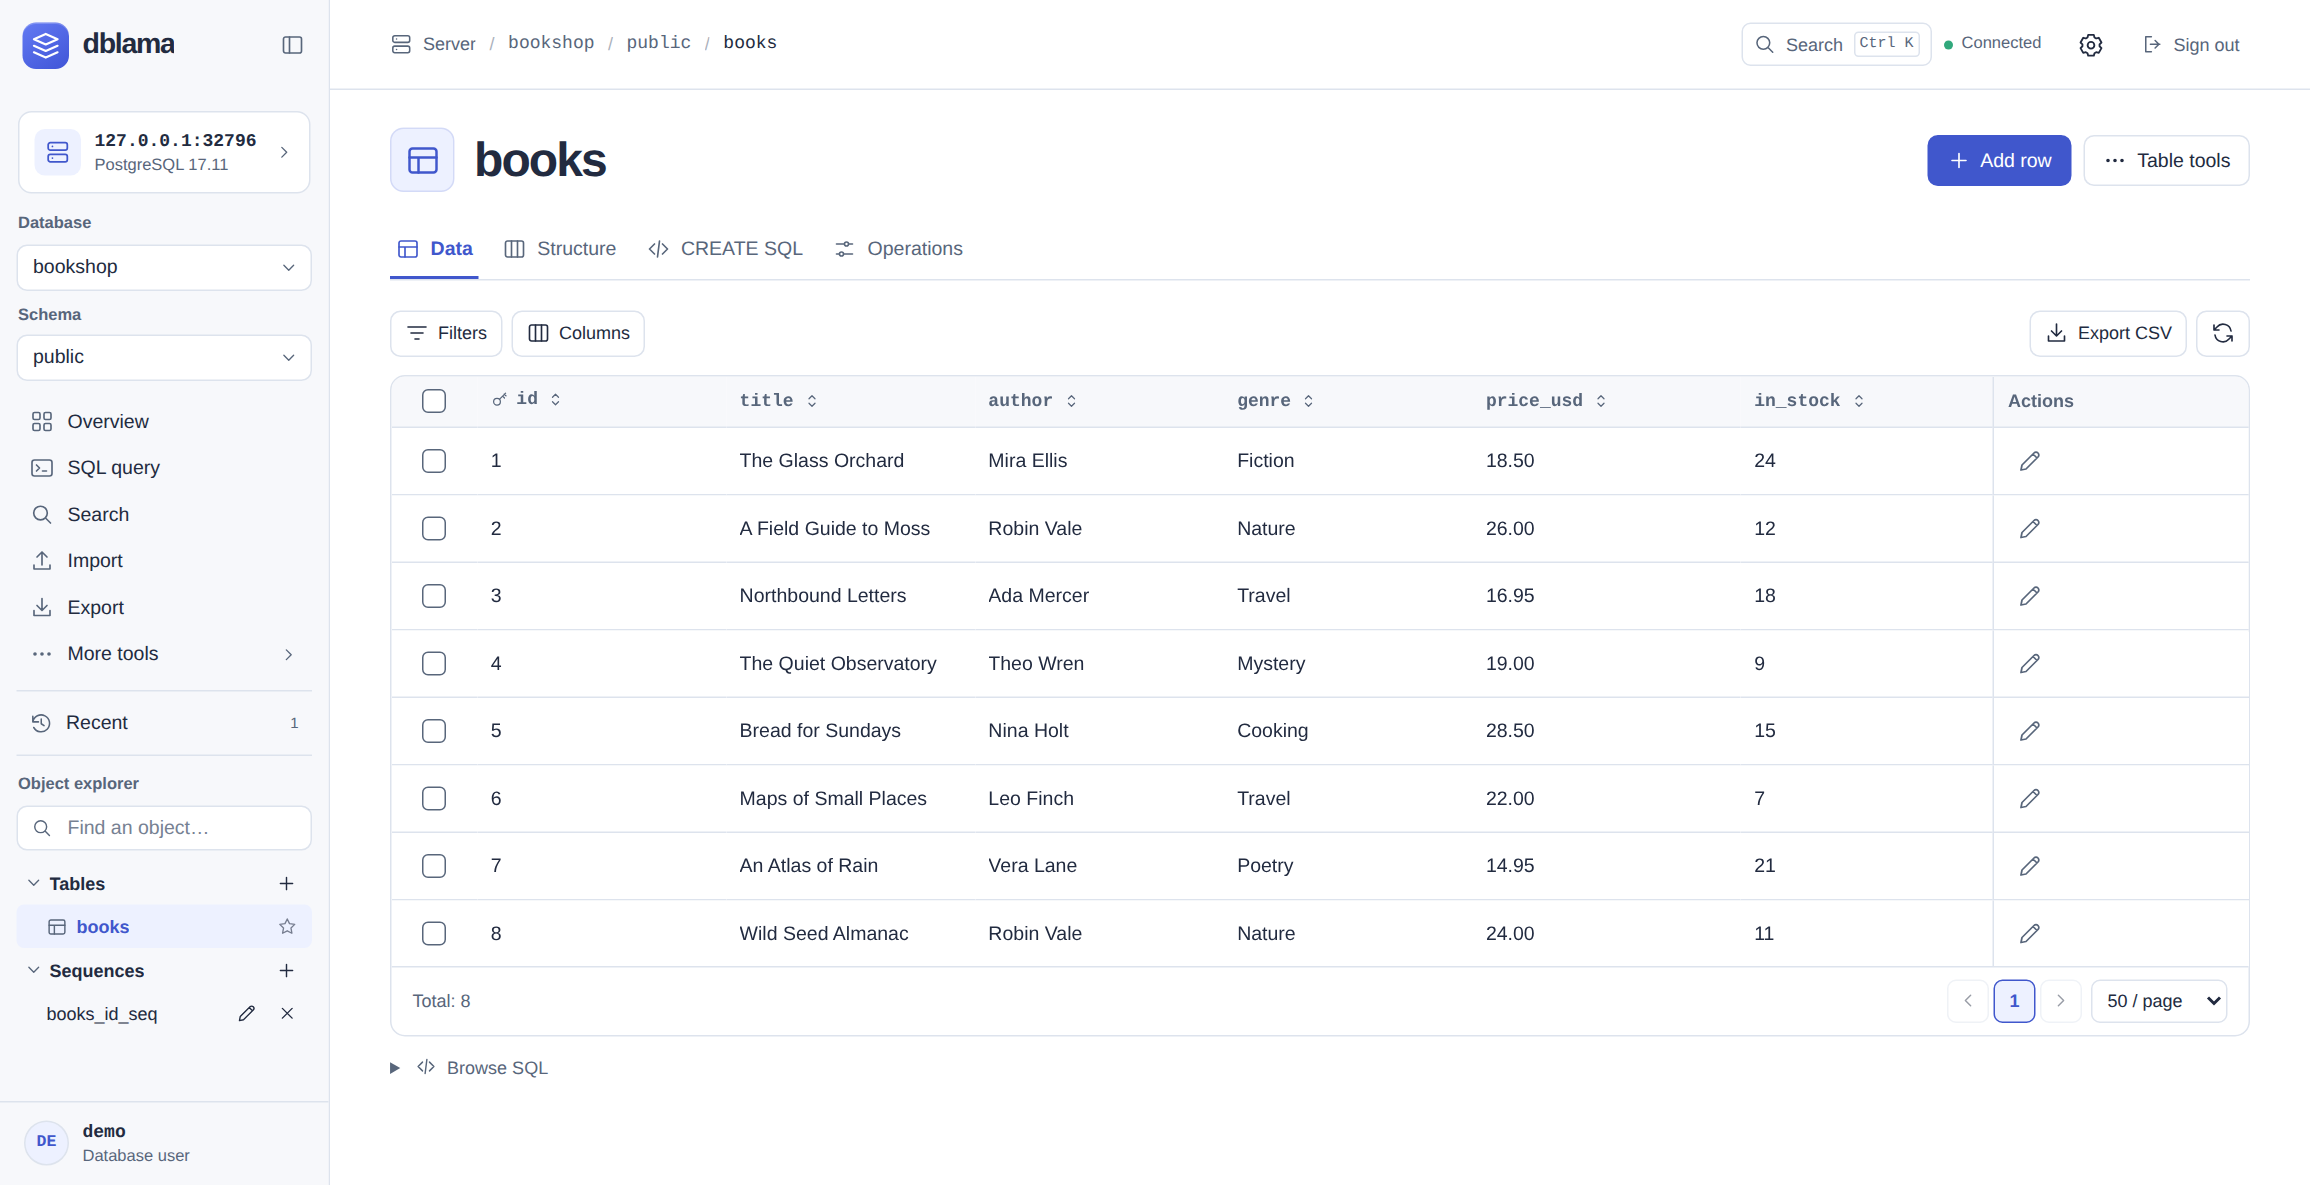 dblama
127.0.0.1:32796
PostgreSQL 17.11
Database
bookshop
Schema
public
Overview
SQL query
Search
Import
Export
More tools
Recent 1
Object explorer
Find an object…
Tables
books
Sequences
books_id_seq
DE
demo
Database user
Server / bookshop / public / books
Search Ctrl K Connected Sign out
books
Add row Table tools
Data Structure CREATE SQL Operations
Filters Columns Export CSV
id title author genre price_usd in_stock Actions
1 The Glass Orchard Mira Ellis Fiction 18.50 24
2 A Field Guide to Moss Robin Vale Nature 26.00 12
3 Northbound Letters Ada Mercer Travel 16.95 18
4 The Quiet Observatory Theo Wren Mystery 19.00 9
5 Bread for Sundays Nina Holt Cooking 28.50 15
6 Maps of Small Places Leo Finch Travel 22.00 7
7 An Atlas of Rain Vera Lane Poetry 14.95 21
8 Wild Seed Almanac Robin Vale Nature 24.00 11
Total: 8 1 50 / page
Browse SQL